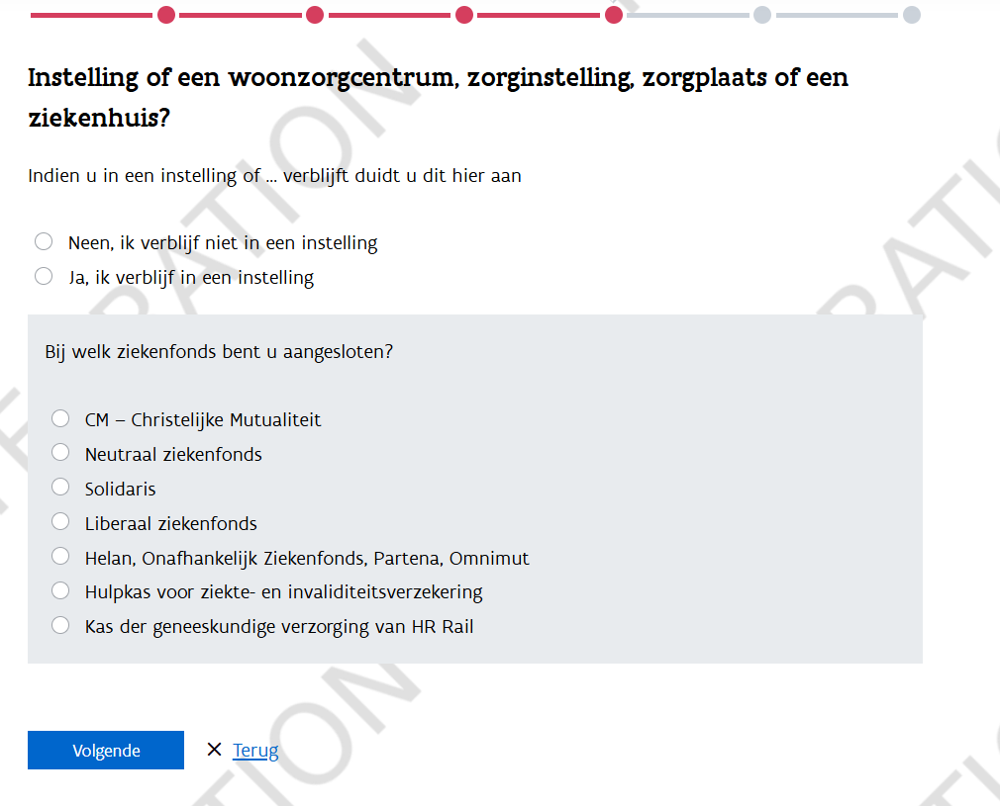 Instelling of een woonzorgcentrum, zorginstelling, zorgplaats of een
ziekenhuis?
Indien u in een instelling of ... verblijft duidt u dit hier aan
Neen, ik verblijf niet in een instelling
Ja, ik verblijf in een instelling
Bij welk ziekenfonds bent u aangesloten?
CM – Christelijke Mutualiteit
Neutraal ziekenfonds
Solidaris
Liberaal ziekenfonds
Helan, Onafhankelijk Ziekenfonds, Partena, Omnimut
Hulpkas voor ziekte- en invaliditeitsverzekering
Kas der geneeskundige verzorging van HR Rail
Volgende
Terug